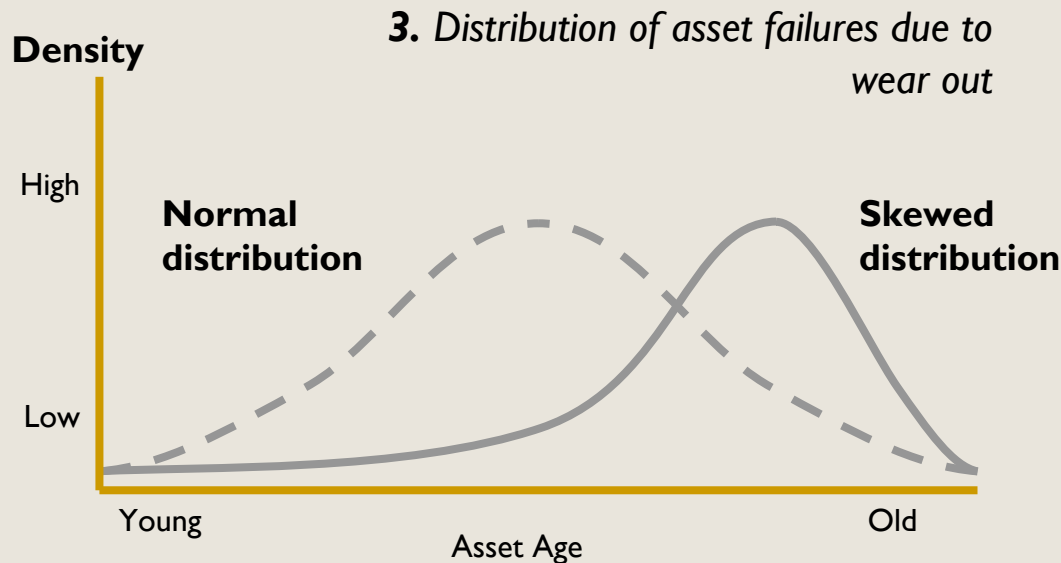 3. Distribution of asset failures due to
wear out
Density
High
Normal
distribution
Skewed
distribution
Low
Young
Old
Asset Age